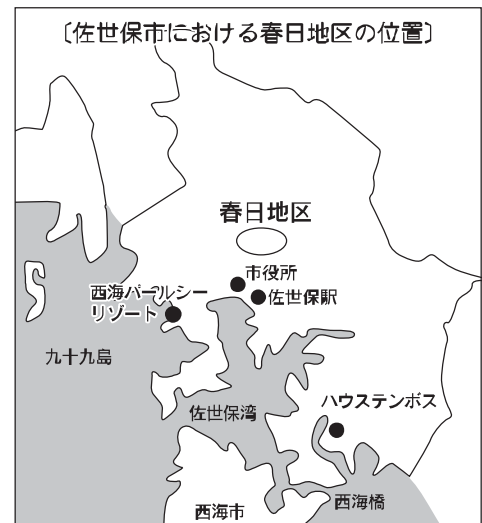 〔佐世保市における春日地区の位置〕
春日地区
市役所
佐世保駅
西海パールシー
リゾート
九十九島
佐世保湾
ハウステンボス
西海橋
西海市